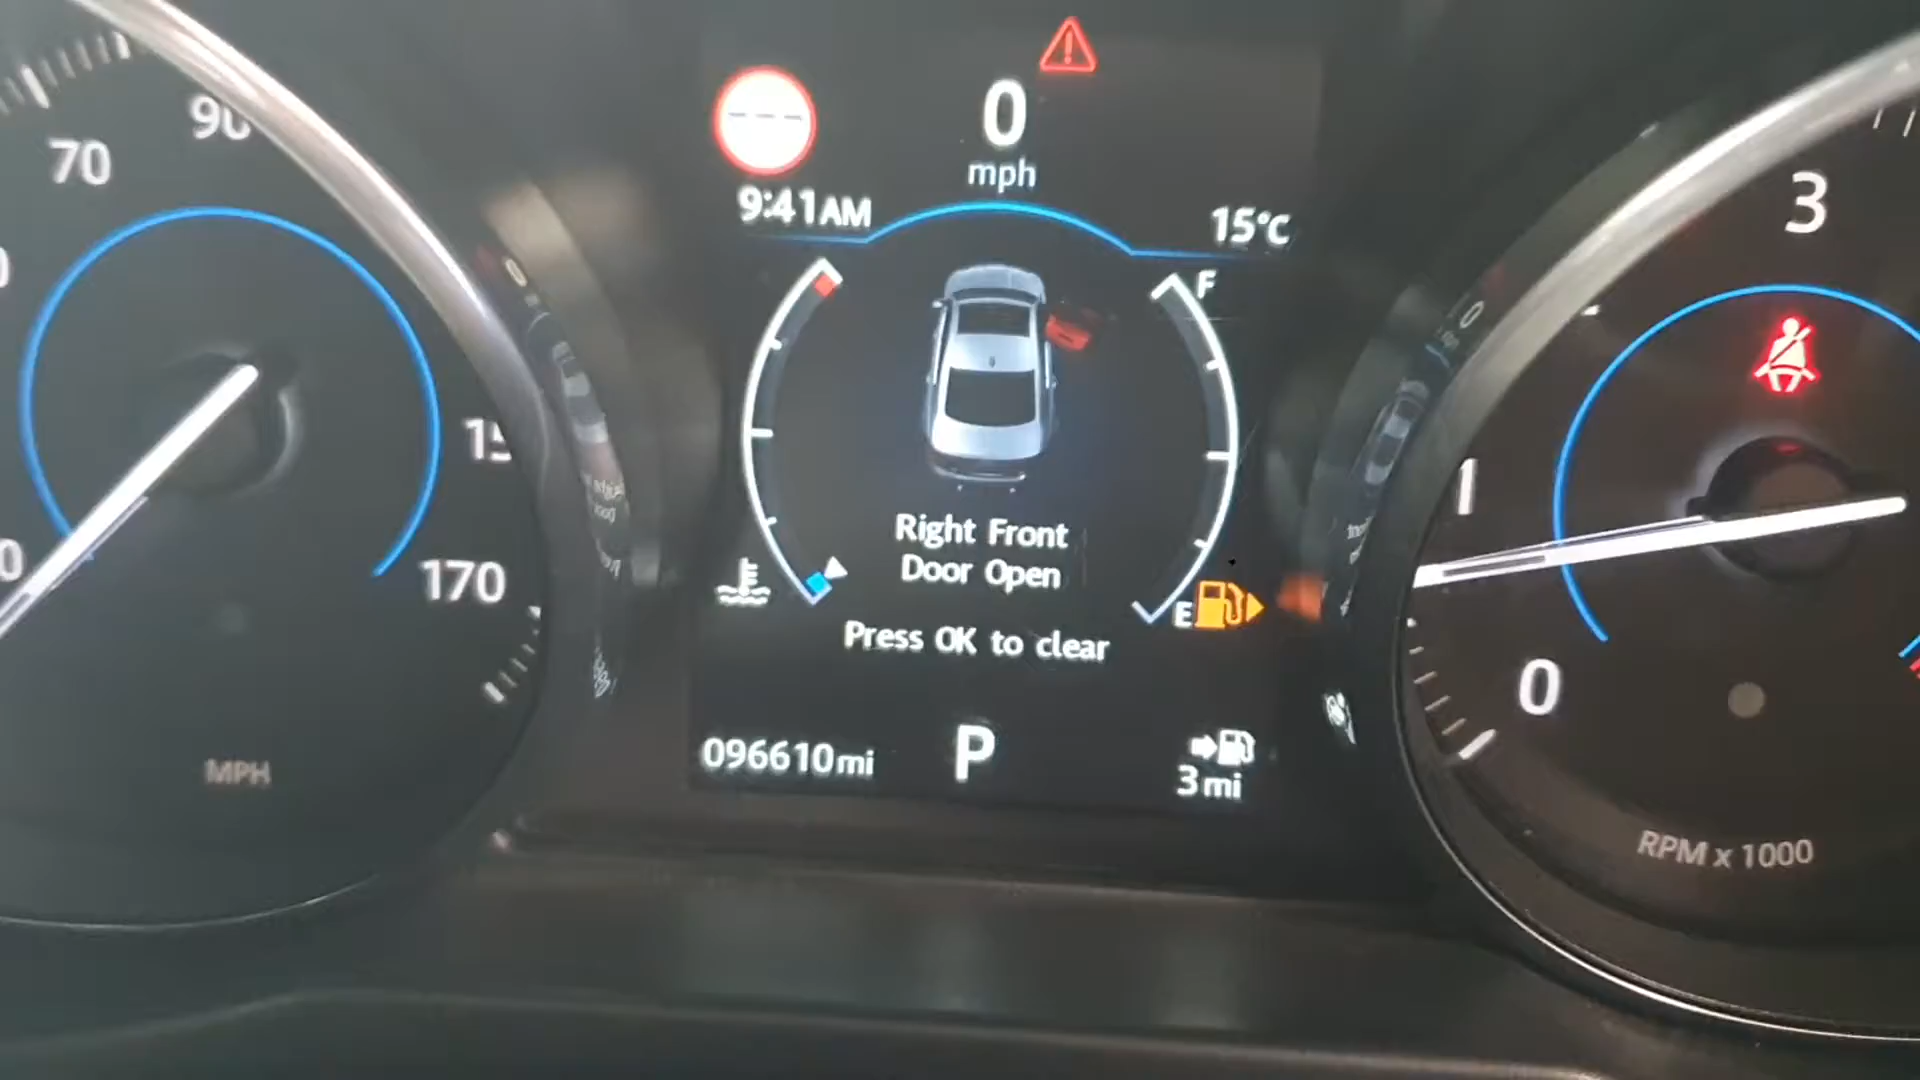 0
mph
9:41AM
15°C
F
Right Front
Door Open
E
Press OK to clear
096610mi
P
3mi
70
90
170
MPH
3
1
0
RPM x 1000